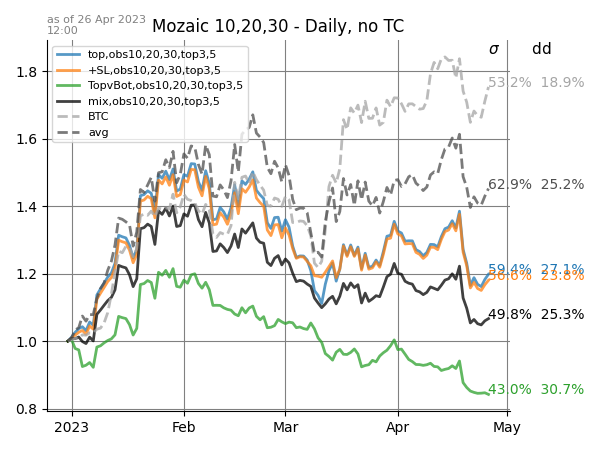 as of 26 Apr 2023
12:00
Mozaic 10,20,30 - Daily, no TC
σ dd
top,obs10,20,30,top3,5
+SL,obs10,20,30,top3,5
TopvBot,obs10,20,30,top3,5
mix,obs10,20,30,top3,5
BTC
avg
1.8
1.6
1.4
1.2
1.0
0.8
53.2% 18.9%
62.9% 25.2%
59.4% 27.1%
56.6% 23.8%
49.8% 25.3%
43.0% 30.7%
2023 Feb Mar Apr May